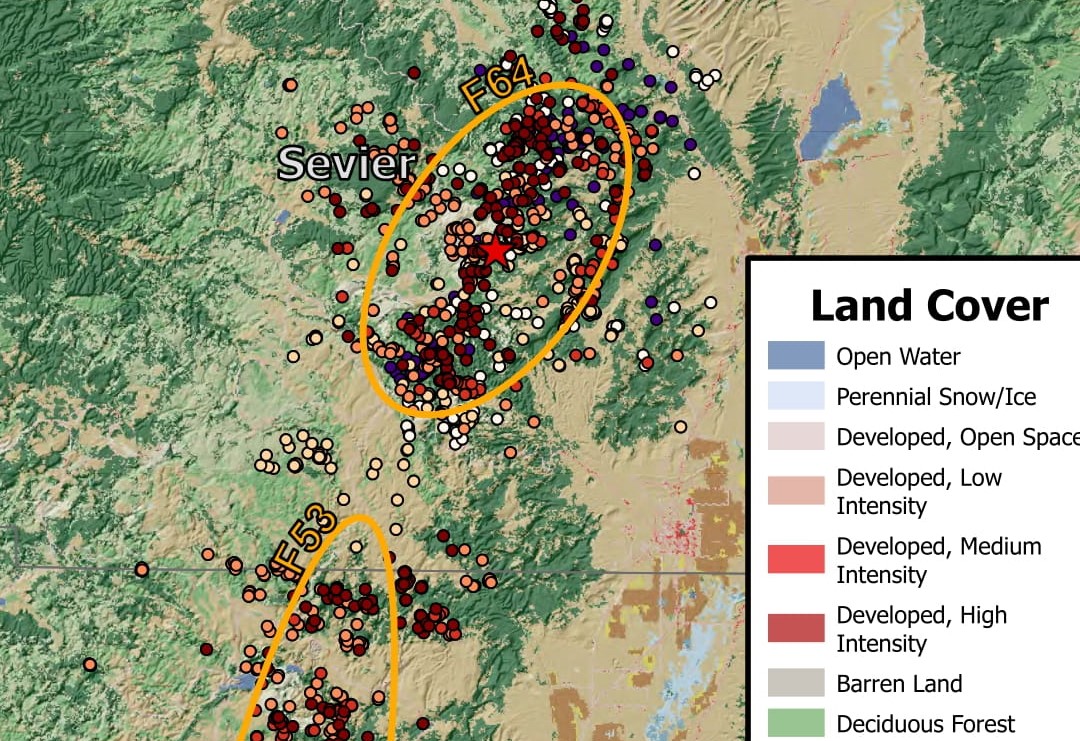 F64
Sevier
F53
Land Cover
Open Water
Perennial Snow/Ice
Developed, Open Space
Developed, Low
Intensity
Developed, Medium
Intensity
Developed, High
Intensity
Barren Land
Deciduous Forest